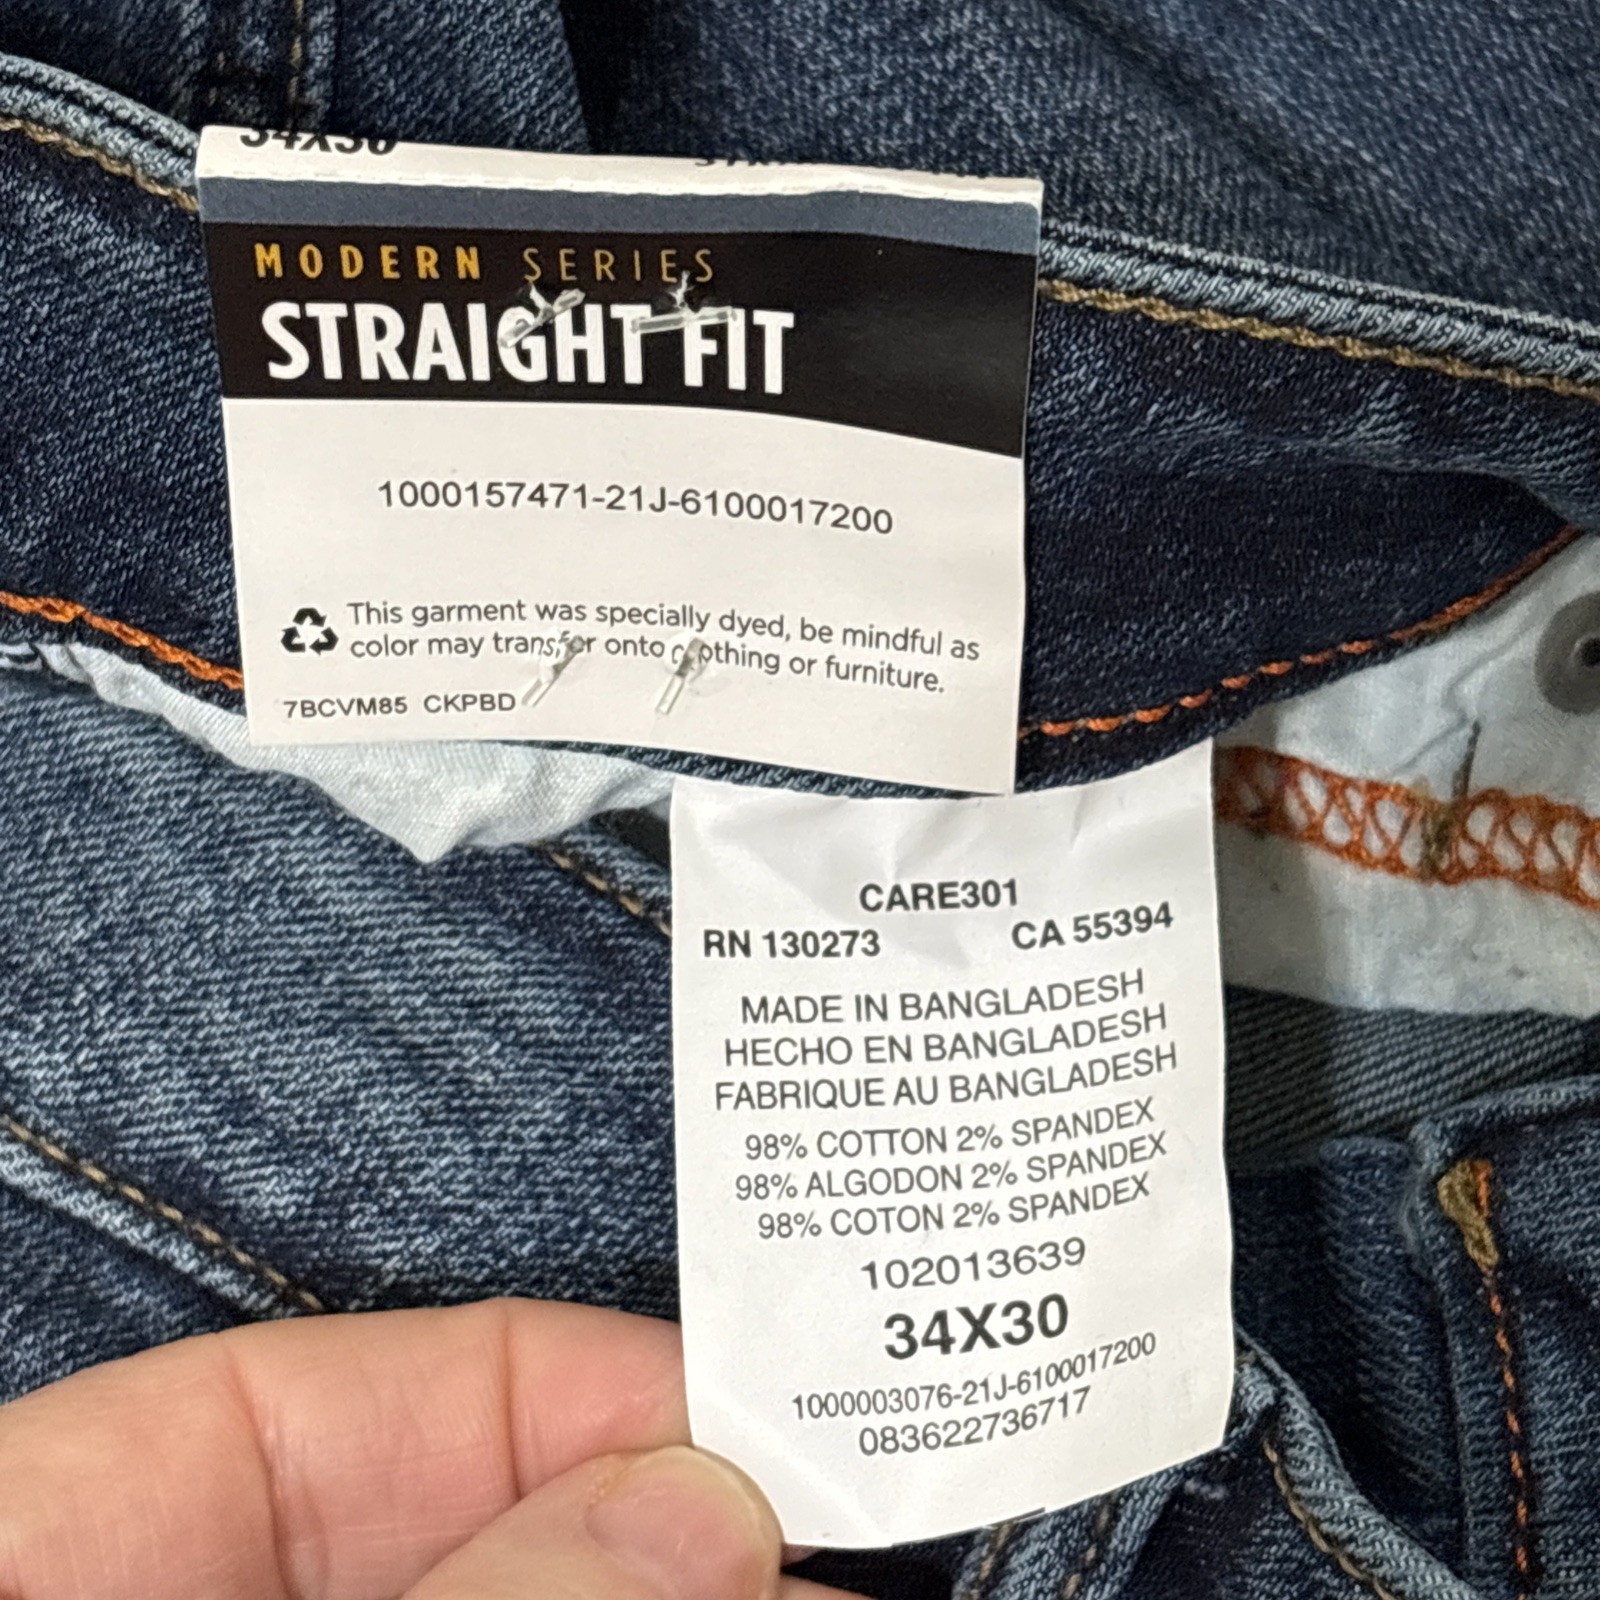 34X30
MODERN SERIES
STRAIGHT FIT
1000157471-21J-6100017200
This garment was specially dyed, be mindful as
color may transfer onto clothing or furniture.
7BCVM85 CKPBD
CARE301
RN 130273 CA 55394
MADE IN BANGLADESH
HECHO EN BANGLADESH
FABRIQUE AU BANGLADESH
98% COTTON 2% SPANDEX
98% ALGODON 2% SPANDEX
98% COTON 2% SPANDEX
102013639
34X30
1000003076-21J-6100017200
083622736717